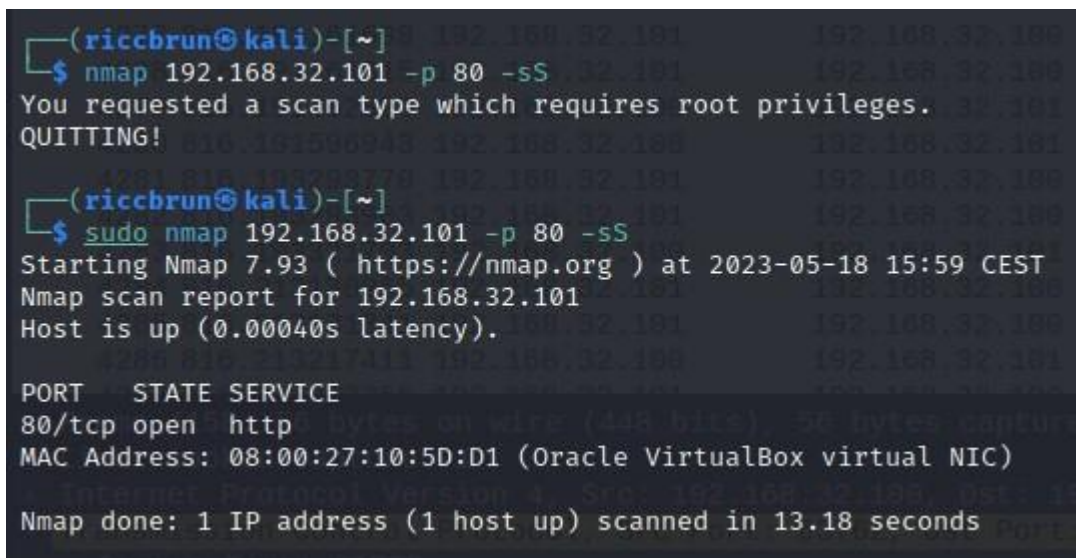 (riccbrun㉿kali)-[~]
$ nmap 192.168.32.101 -p 80 -sS
You requested a scan type which requires root privileges.
QUITTING!
(riccbrun㉿kali)-[~]
$ sudo nmap 192.168.32.101 -p 80 -sS
Starting Nmap 7.93 ( https://nmap.org ) at 2023-05-18 15:59 CEST
Nmap scan report for 192.168.32.101
Host is up (0.00040s latency).
PORT   STATE SERVICE
80/tcp open  http
MAC Address: 08:00:27:10:5D:D1 (Oracle VirtualBox virtual NIC)
Nmap done: 1 IP address (1 host up) scanned in 13.18 seconds